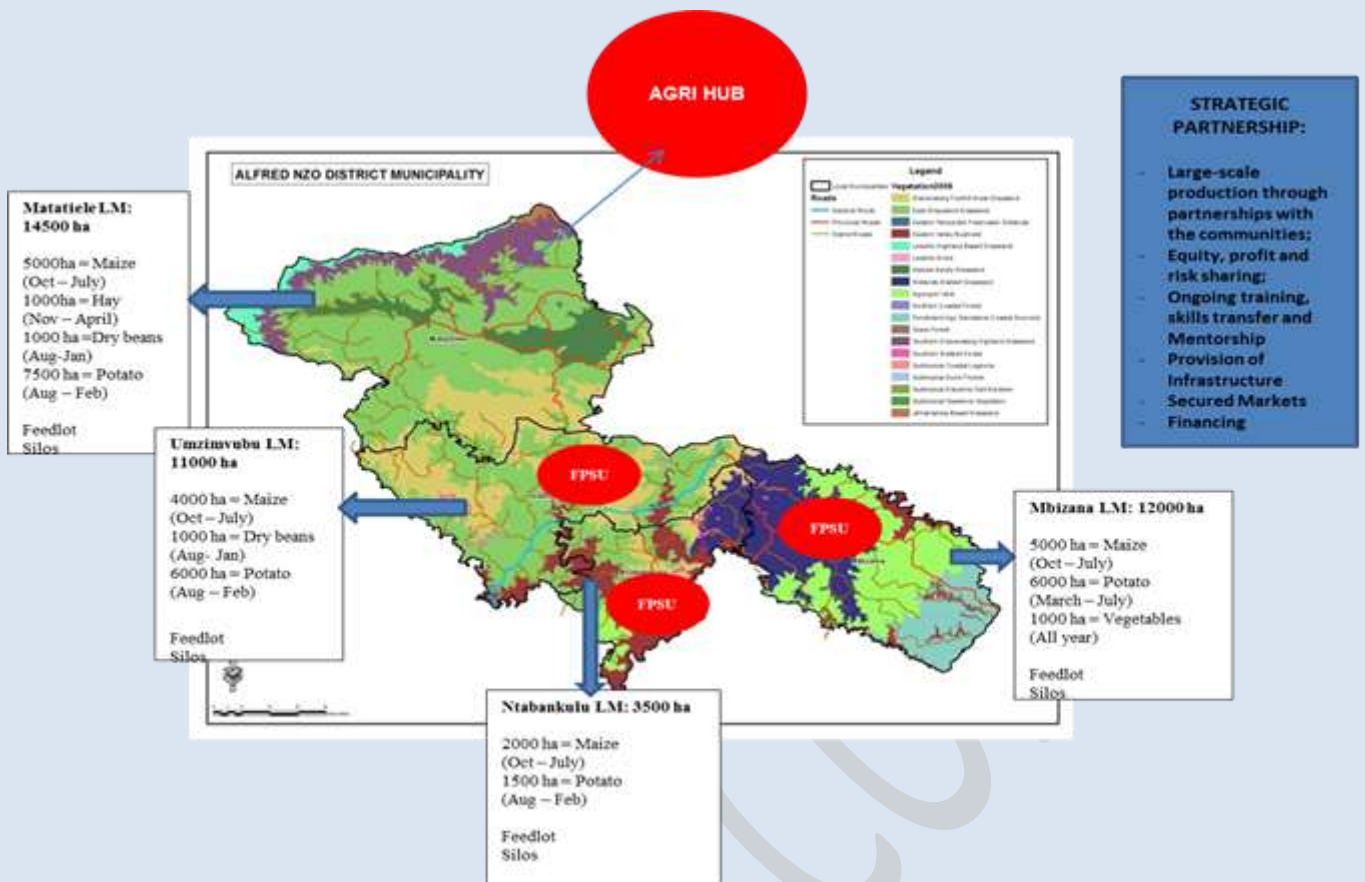 AGRI HUB
STRATEGIC
PARTNERSHIP:
- Large-scale
production through
partnerships with
the communities;
- Equity, profit and
risk sharing;
- Ongoing training,
skills transfer and
Mentorship
- Provision of
Infrastructure
- Secured Markets
- Financing
ALFRED NZO DISTRICT MUNICIPALITY
Legend
Roads
Matatiele LM:
14500 ha
5000ha = Maize
(Oct – July)
1000ha = Hay
(Nov – April)
1000 ha =Dry beans
(Aug-Jan)
7500 ha = Potato
(Aug – Feb)
Feedlot
Silos
Umzimvubu LM:
11000 ha
4000 ha = Maize
(Oct – July)
1000 ha = Dry beans
(Aug- Jan)
6000 ha = Potato
(Aug – Feb)
Feedlot
Silos
FPSU
FPSU
FPSU
Mbizana LM: 12000 ha
5000 ha = Maize
(Oct – July)
6000 ha = Potato
(March – July)
1000 ha = Vegetables
(All year)
Feedlot
Silos
Ntabankulu LM: 3500 ha
2000 ha = Maize
(Oct – July)
1500 ha = Potato
(Aug – Feb)
Feedlot
Silos